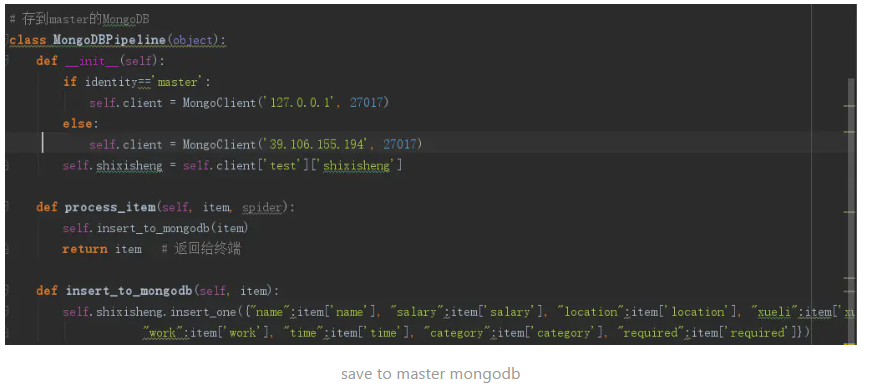 # 存到master的MongoDB
class MongoDBPipeline(object):
def __init__(self):
if identity=='master':
self.client = MongoClient('127.0.0.1', 27017)
else:
self.client = MongoClient('39.106.155.194', 27017)
self.shixisheng = self.client['test']['shixisheng']
def process_item(self, item, spider):
self.insert_to_mongodb(item)
return item # 返回给终端
def insert_to_mongodb(self, item):
self.shixisheng.insert_one({"name":item['name'], "salary":item['salary'], "location":item['location'], "xueli":item['xu
"work":item['work'], "time":item['time'], "category":item['category'], "required":item['required']})
save to master mongodb